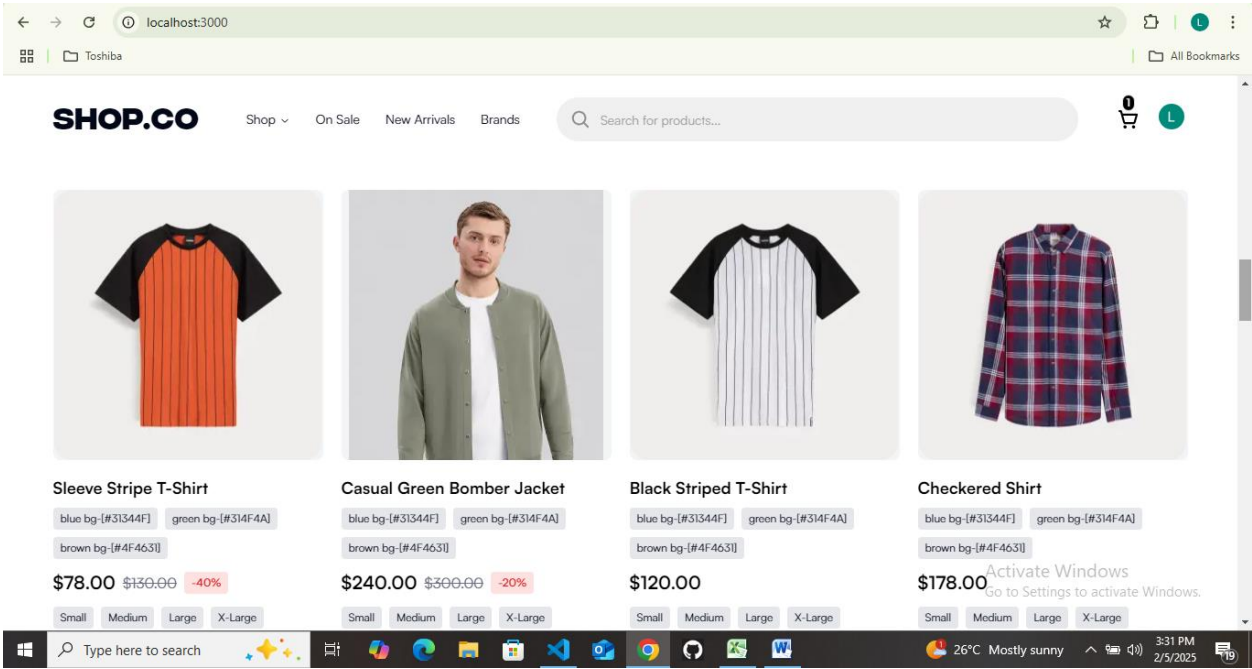 localhost:3000
L
Toshiba
All Bookmarks
SHOP.CO
Shop
On Sale
New Arrivals
Brands
Search for products...
1
L
Sleeve Stripe T-Shirt
blue bg-[#31344F] green bg-[#314F4A]
brown bg-[#4F4631]
$78.00 $130.00 -40%
Small Medium Large X-Large
Casual Green Bomber Jacket
blue bg-[#31344F] green bg-[#314F4A]
brown bg-[#4F4631]
$240.00 $300.00 -20%
Small Medium Large X-Large
Black Striped T-Shirt
blue bg-[#31344F] green bg-[#314F4A]
brown bg-[#4F4631]
$120.00
Small Medium Large X-Large
Checkered Shirt
blue bg-[#31344F] green bg-[#314F4A]
brown bg-[#4F4631]
$178.00
Small Medium Large X-Large
Activate Windows
Go to Settings to activate Windows.
Type here to search
26°C Mostly sunny
3:31 PM
2/5/2025
19